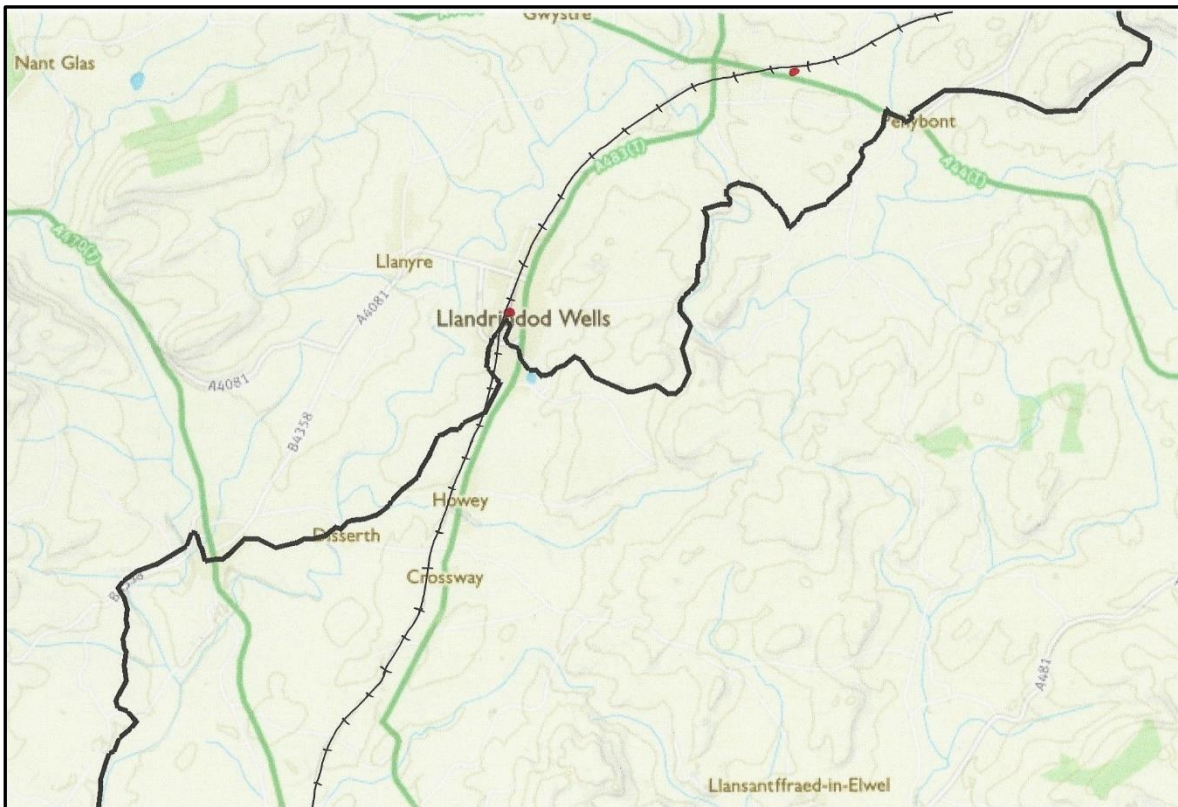 Gwystre
Nant Glas
Penybont
A483(T)
A44(T)
A470(T)
Llanyre
A4081
Llandrindod Wells
A4081
B4358
Howey
Disserth
Crossway
A481
Llansantffraed-in-Elwel